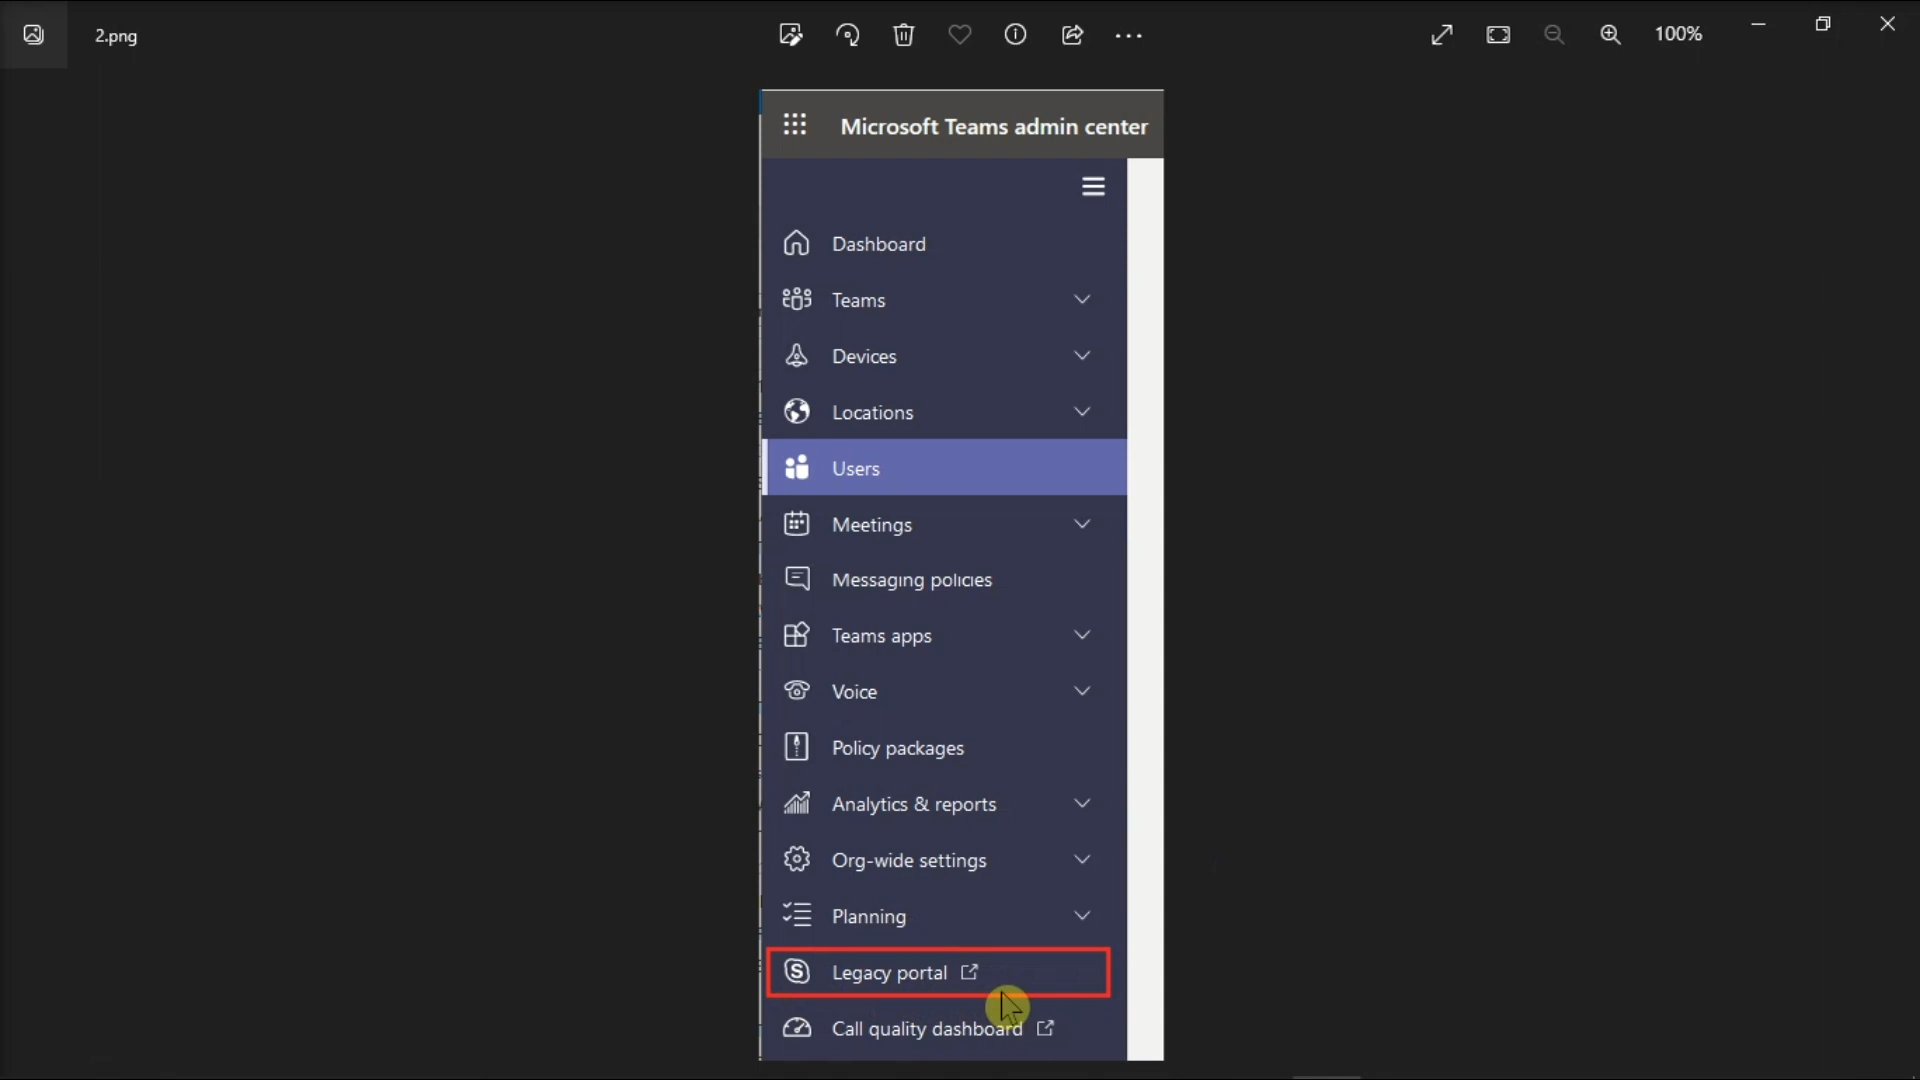 2.png
100%
Microsoft Teams admin center
Dashboard
Teams
Devices
Locations
Users
Meetings
Messaging policies
Teams apps
Voice
Policy packages
Analytics & reports
Org-wide settings
Planning
Legacy portal
Call quality dashboard